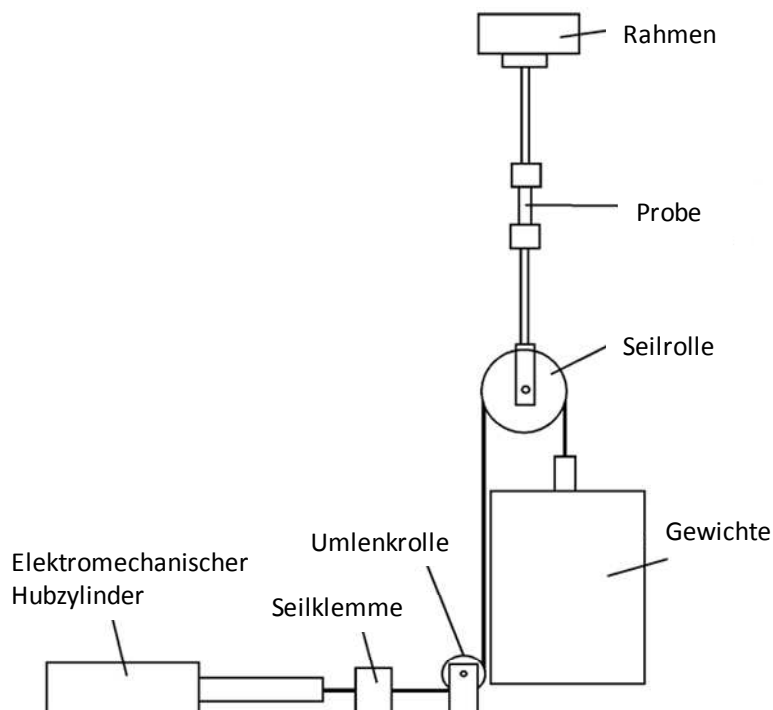 Rahmen
Probe
Seilrolle
Gewichte
Umlenkrolle
Elektromechanischer
Hubzylinder
Seilklemme